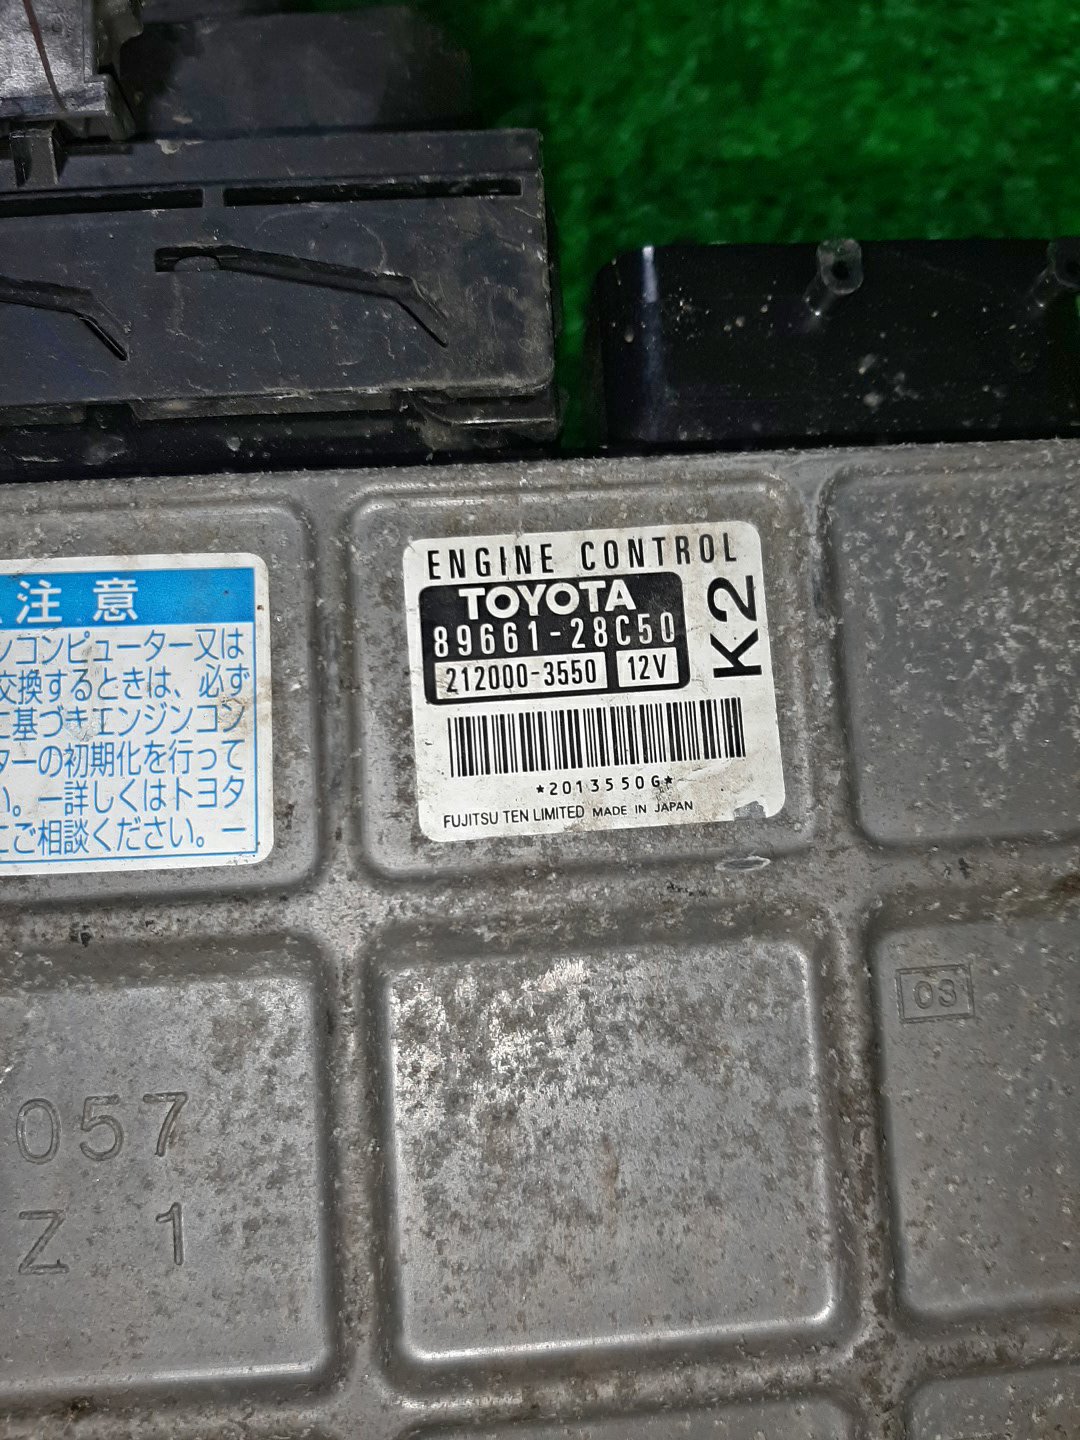 注意
ンコンピューター又は
交換するときは、必ず
に基づきエンジンコン
ターの初期化を行って
い。ー詳しくはトヨタ
にご相談ください。ー
ENGINE CONTROL
TOYOTA
89661-28C50
212000-3550 12V
K2
*2013550G*
FUJITSU TEN LIMITED MADE IN JAPAN
03
057
Z 1